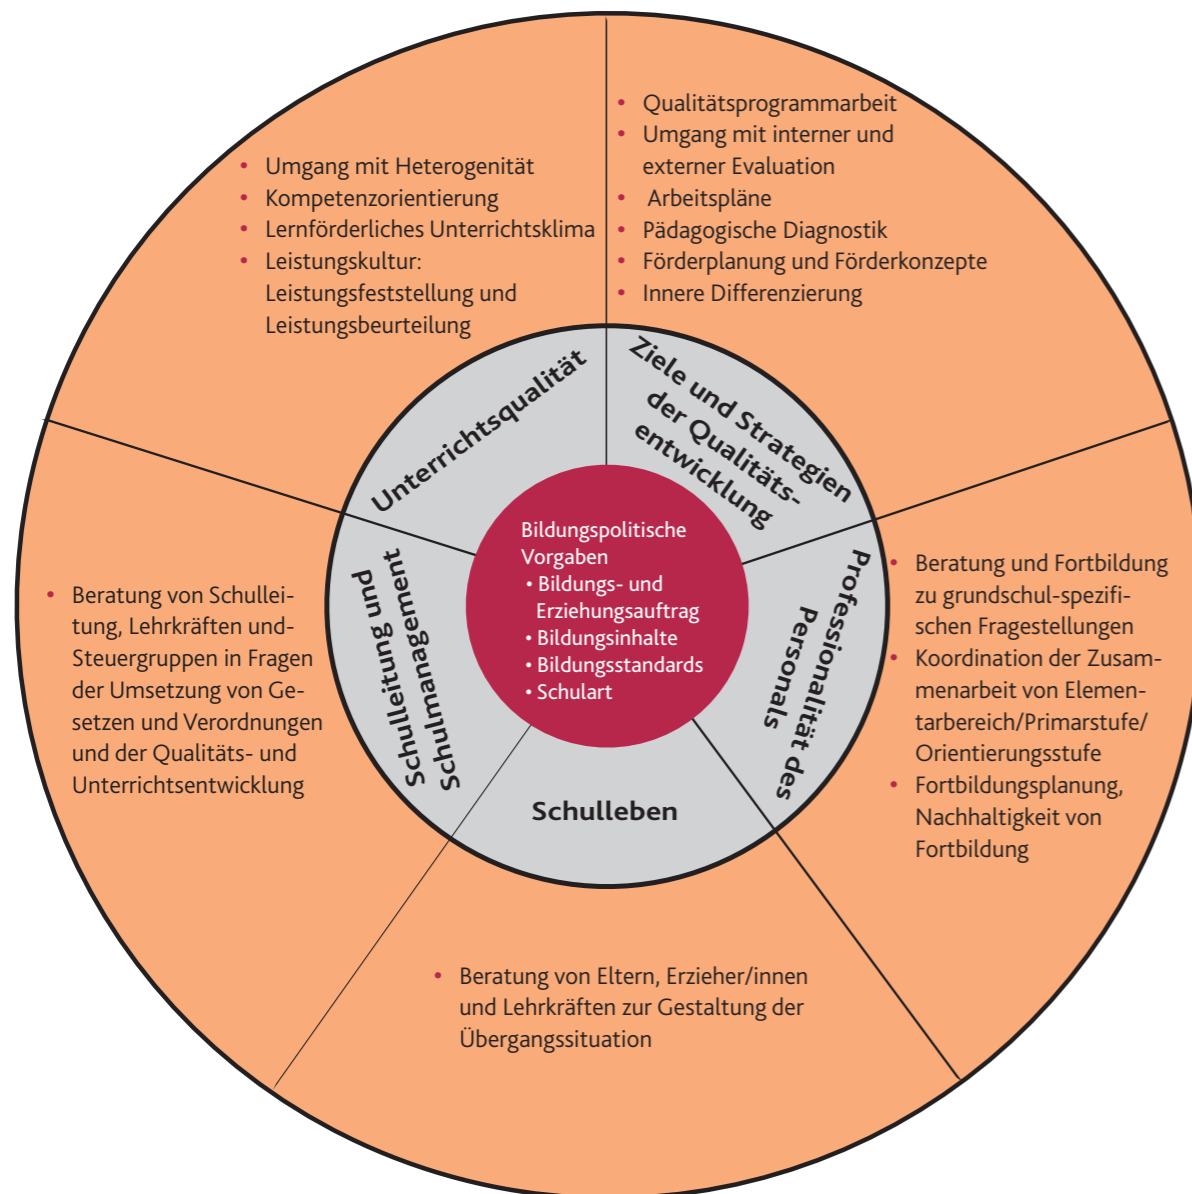 • Qualitätsprogrammarbeit
• Umgang mit interner und
externer Evaluation
• Arbeitspläne
• Pädagogische Diagnostik
• Förderplanung und Förderkonzepte
• Innere Differenzierung
• Umgang mit Heterogenität
• Kompetenzorientierung
• Lernförderliches Unterrichtsklima
• Leistungskultur:
Leistungsfeststellung und
Leistungsbeurteilung
Unterrichtsqualität
Ziele und Strategien
der Qualitäts-
entwicklung
Bildungspolitische
Vorgaben
• Bildungs- und
Erziehungsauftrag
• Bildungsinhalte
• Bildungsstandards
• Schulart
Schulleitung und
Schulmanagement
Professionalität des
Personals
Schulleben
• Beratung von Schullei-
tung, Lehrkräften und-
Steuergruppen in Fragen
der Umsetzung von Ge-
setzen und Verordnungen
und der Qualitäts- und
Unterrichtsentwicklung
• Beratung und Fortbildung
zu grundschul-spezifi-
schen Fragestellungen
• Koordination der Zusam-
menarbeit von Elemen-
tarbereich/Primarstufe/
Orientierungsstufe
• Fortbildungsplanung,
Nachhaltigkeit von
Fortbildung
• Beratung von Eltern, Erzieher/innen
und Lehrkräften zur Gestaltung der
Übergangssituation